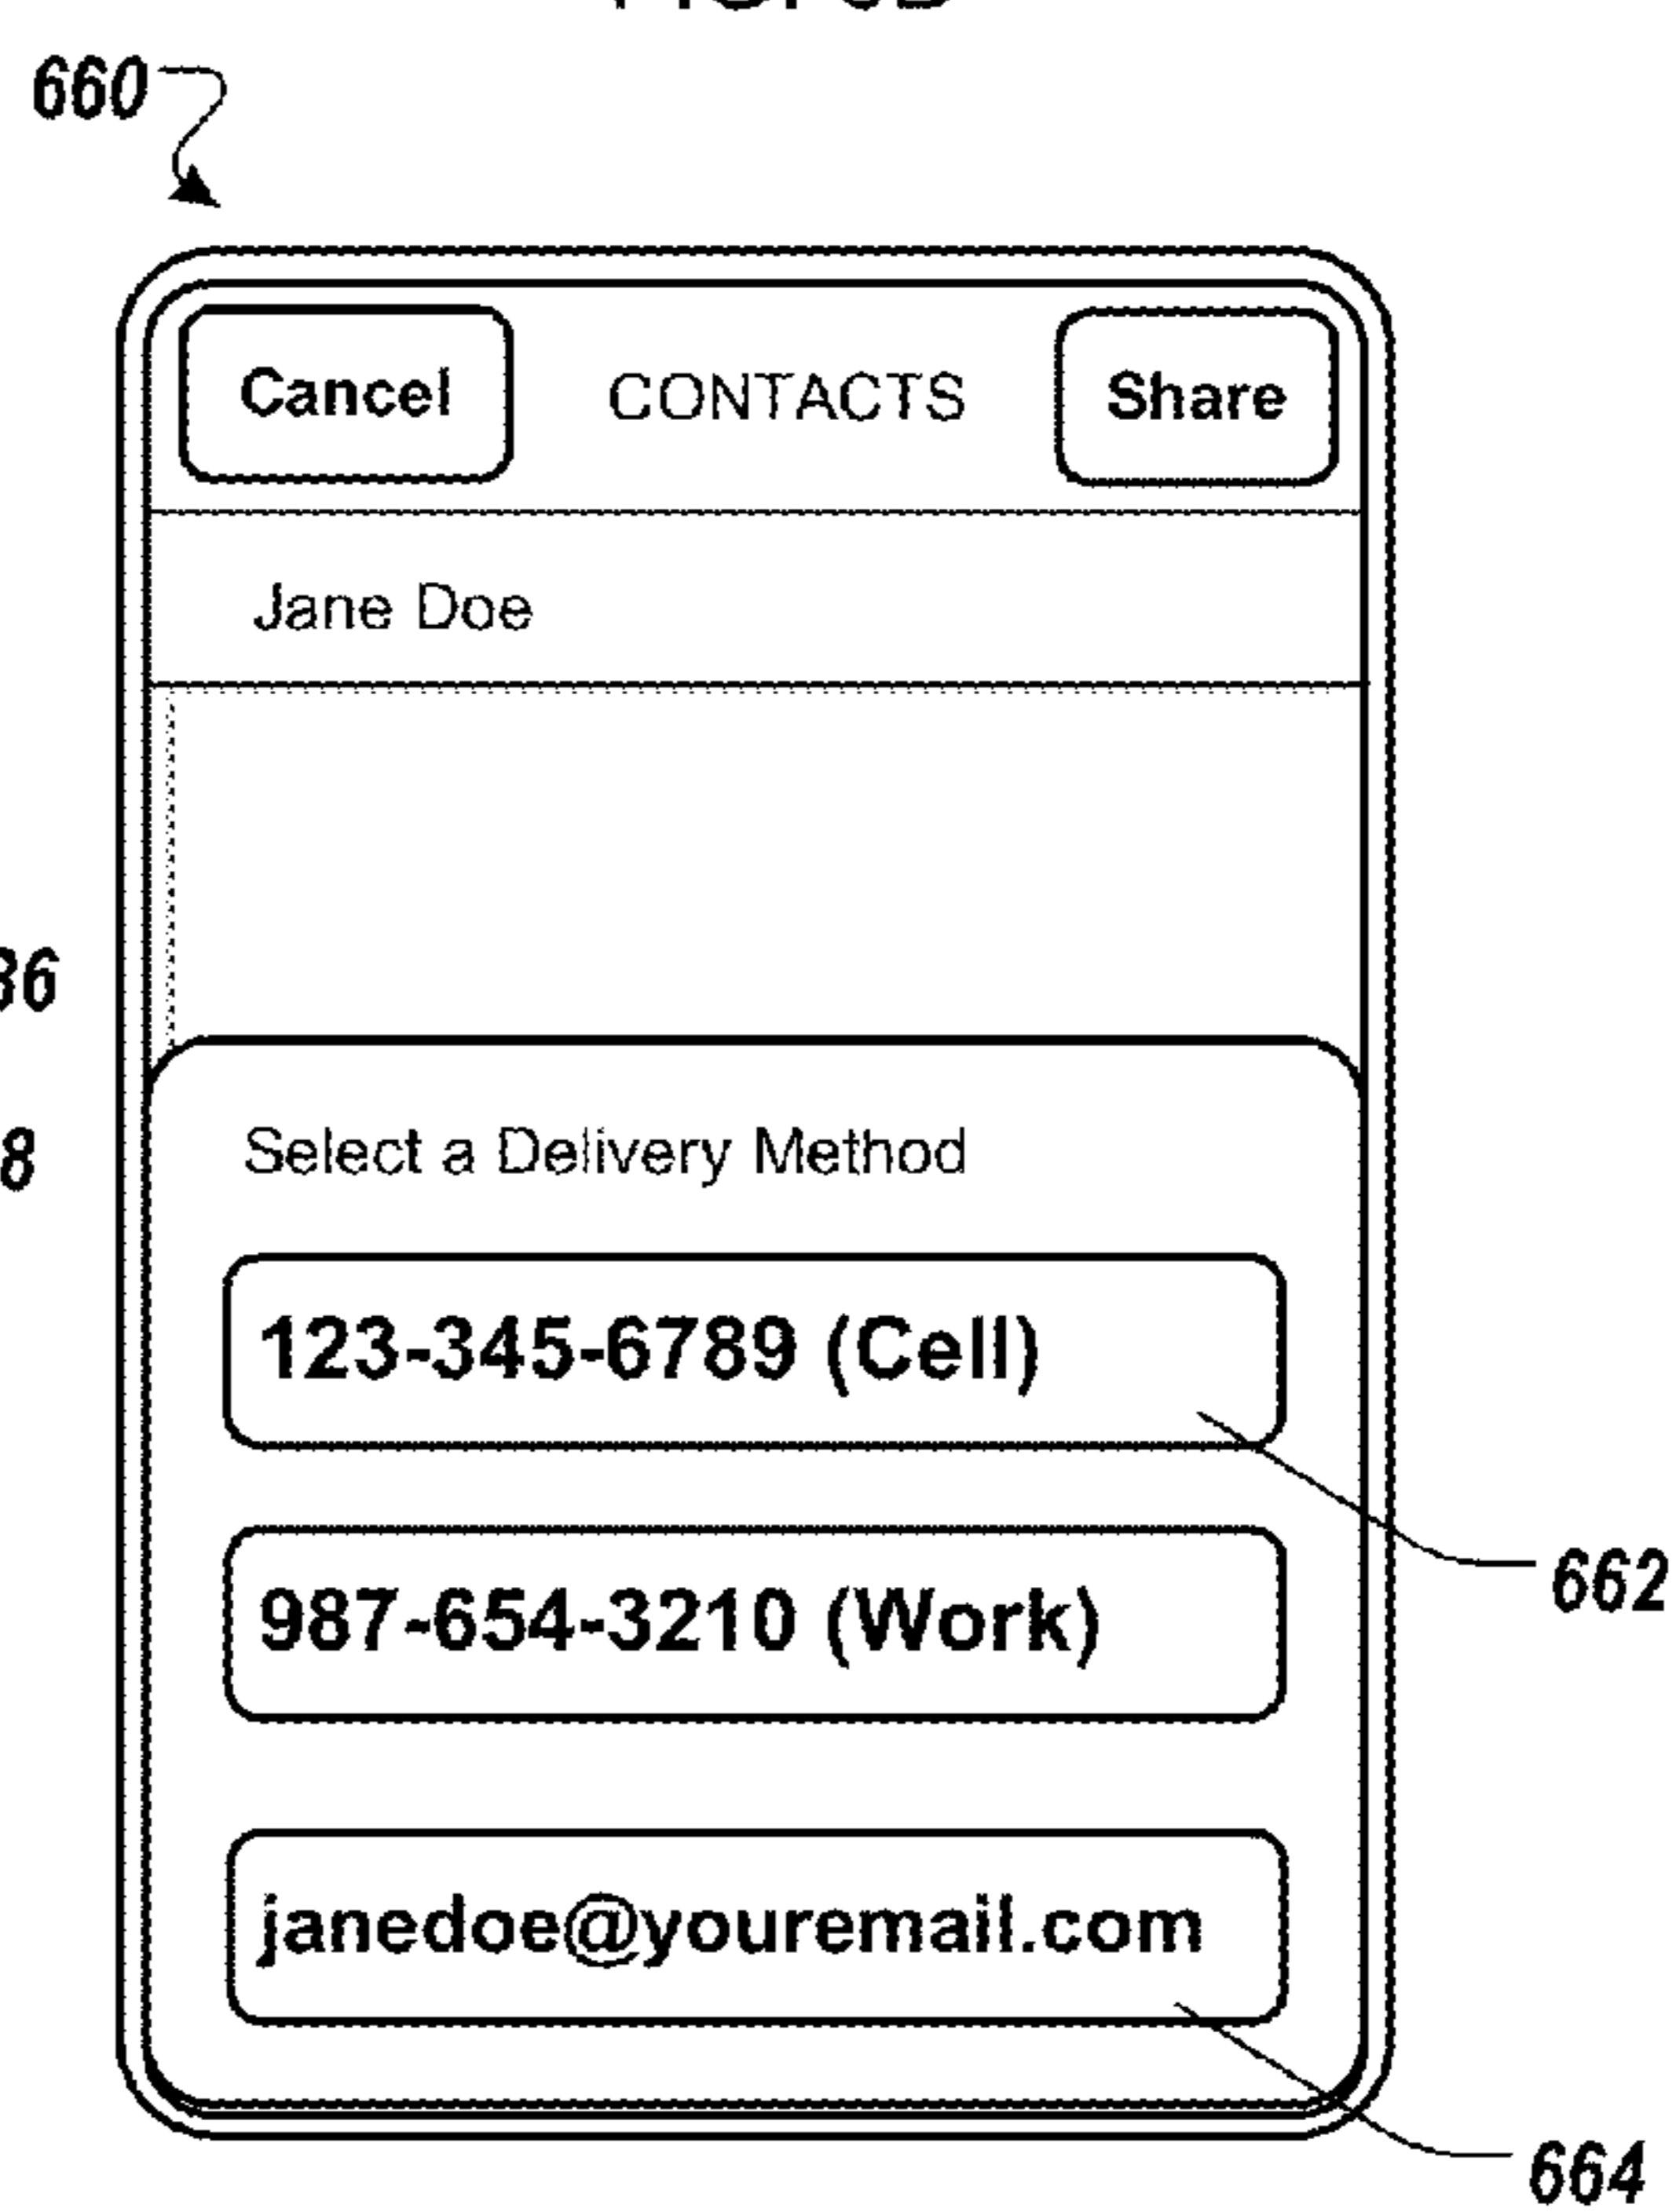 660
Cancel CONTACTS Share
Jane Doe
Select a Delivery Method
123-345-6789 (Cell)
662
987-654-3210 (Work)
janedoe@youremail.com
664